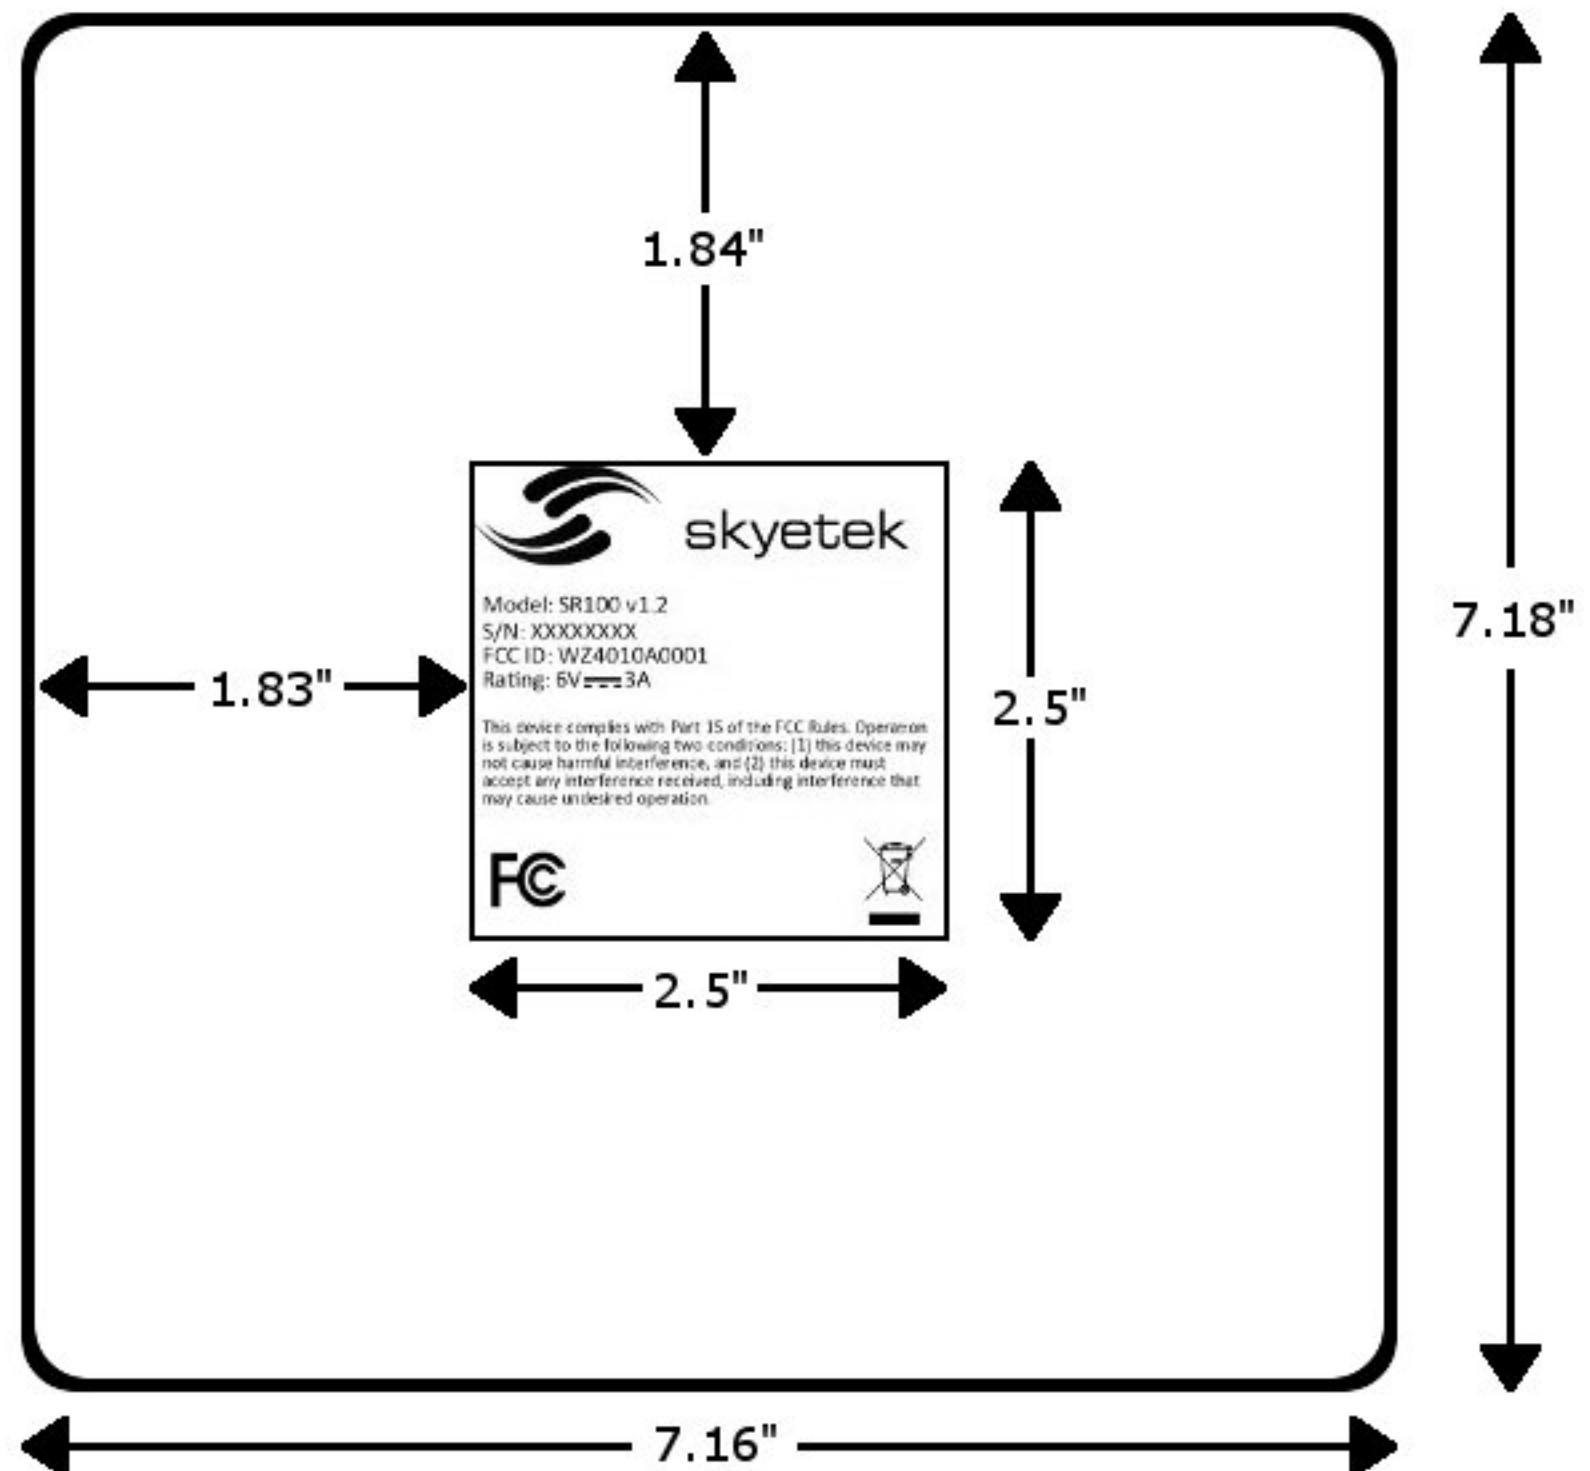 1.84"
skyetek
Model: SR100 v1.2
S/N: XXXXXXXX
FCC ID: WZ4010A0001
Rating: 6V 3A
This device complies with Part 15 of the FCC Rules. Operation
is subject to the following two conditions: (1) this device may
not cause harmful interference, and (2) this device must
accept any interference received, including interference that
may cause undesired operation.
FC
1.83"
2.5"
2.5"
7.18"
7.16"